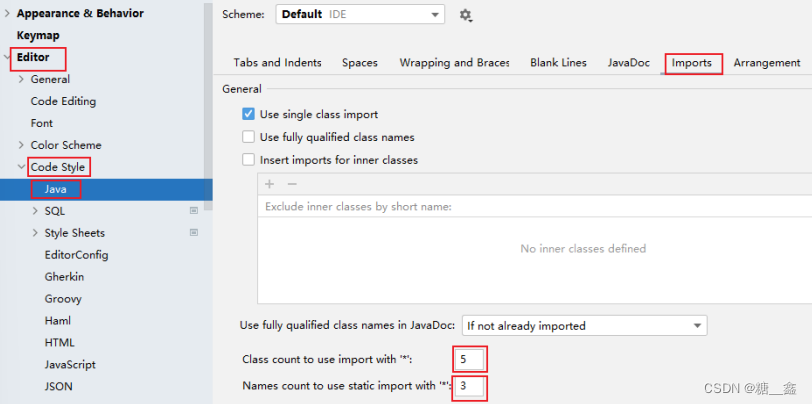 Appearance & Behavior
Keymap
Editor
General
Code Editing
Font
Color Scheme
Code Style
Java
SQL
Style Sheets
EditorConfig
Gherkin
Groovy
Haml
HTML
JavaScript
JSON
Scheme: Default IDE
Tabs and Indents Spaces Wrapping and Braces Blank Lines JavaDoc Imports Arrangement
General
Use single class import
Use fully qualified class names
Insert imports for inner classes
Exclude inner classes by short name:
No inner classes defined
Use fully qualified class names in JavaDoc: If not already imported
Class count to use import with '*': 5
Names count to use static import with '*': 3
CSDN @糖__鑫